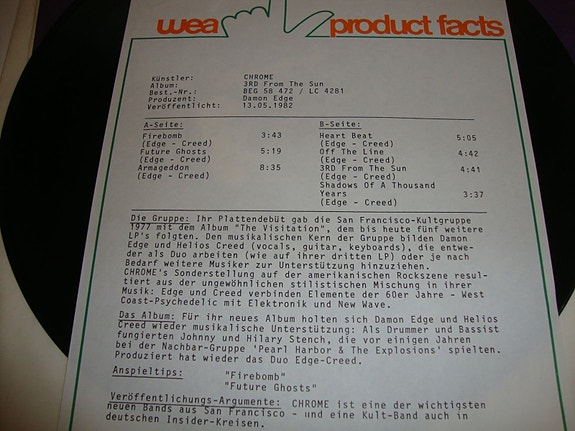 wea product facts
Künstler: CHROME
Album: 3RD From The Sun
Best.-Nr.: BEG 58 472 / LC 4281
Produzent: Damon Edge
Veröffentlicht: 13.05.1982
A-Seite:
Firebomb 3:43
(Edge - Creed)
Future Ghosts 5:19
(Edge - Creed)
Armageddon 8:35
(Edge - Creed)
B-Seite:
Heart Beat 5:05
(Edge - Creed)
Off The Line 4:42
(Edge - Creed)
3RD From The Sun 4:41
(Edge - Creed)
Shadows Of A Thousand
Years 3:37
(Edge - Creed)
Die Gruppe: Ihr Plattendebüt gab die San Francisco-Kultgruppe
1977 mit dem Album "The Visitation", dem bis heute fünf weitere
LP's folgten. Den musikalischen Kern der Gruppe bilden Damon
Edge und Helios Creed (vocals, guitar, keyboards), die entwe-
der als Duo arbeiten (wie auf ihrer dritten LP) oder je nach
Bedarf weitere Musiker zur Unterstützung hinzuziehen.
CHROME's Sonderstellung auf der amerikanischen Rockszene resul-
tiert aus der ungewöhnlichen stilistischen Mischung in ihrer
Musik: Edge und Creed verbinden Elemente der 60er Jahre - West
Coast-Psychedelic mit Elektronik und New Wave.
Das Album: Für ihr neues Album holten sich Damon Edge und Helios
Creed wieder musikalische Unterstützung: Als Drummer und Bassist
fungierten Johnny und Hilary Stench, die vor einigen Jahren
bei der Nachbar-Gruppe 'Pearl Harbor & The Explosions' spielten.
Produziert hat wieder das Duo Edge-Creed.
Anspieltips: "Firebomb"
"Future Ghosts"
Veröffentlichungs-Argumente: CHROME ist eine der wichtigsten
neuen Bands aus San Francisco - und eine Kult-Band auch in
deutschen Insider-Kreisen.